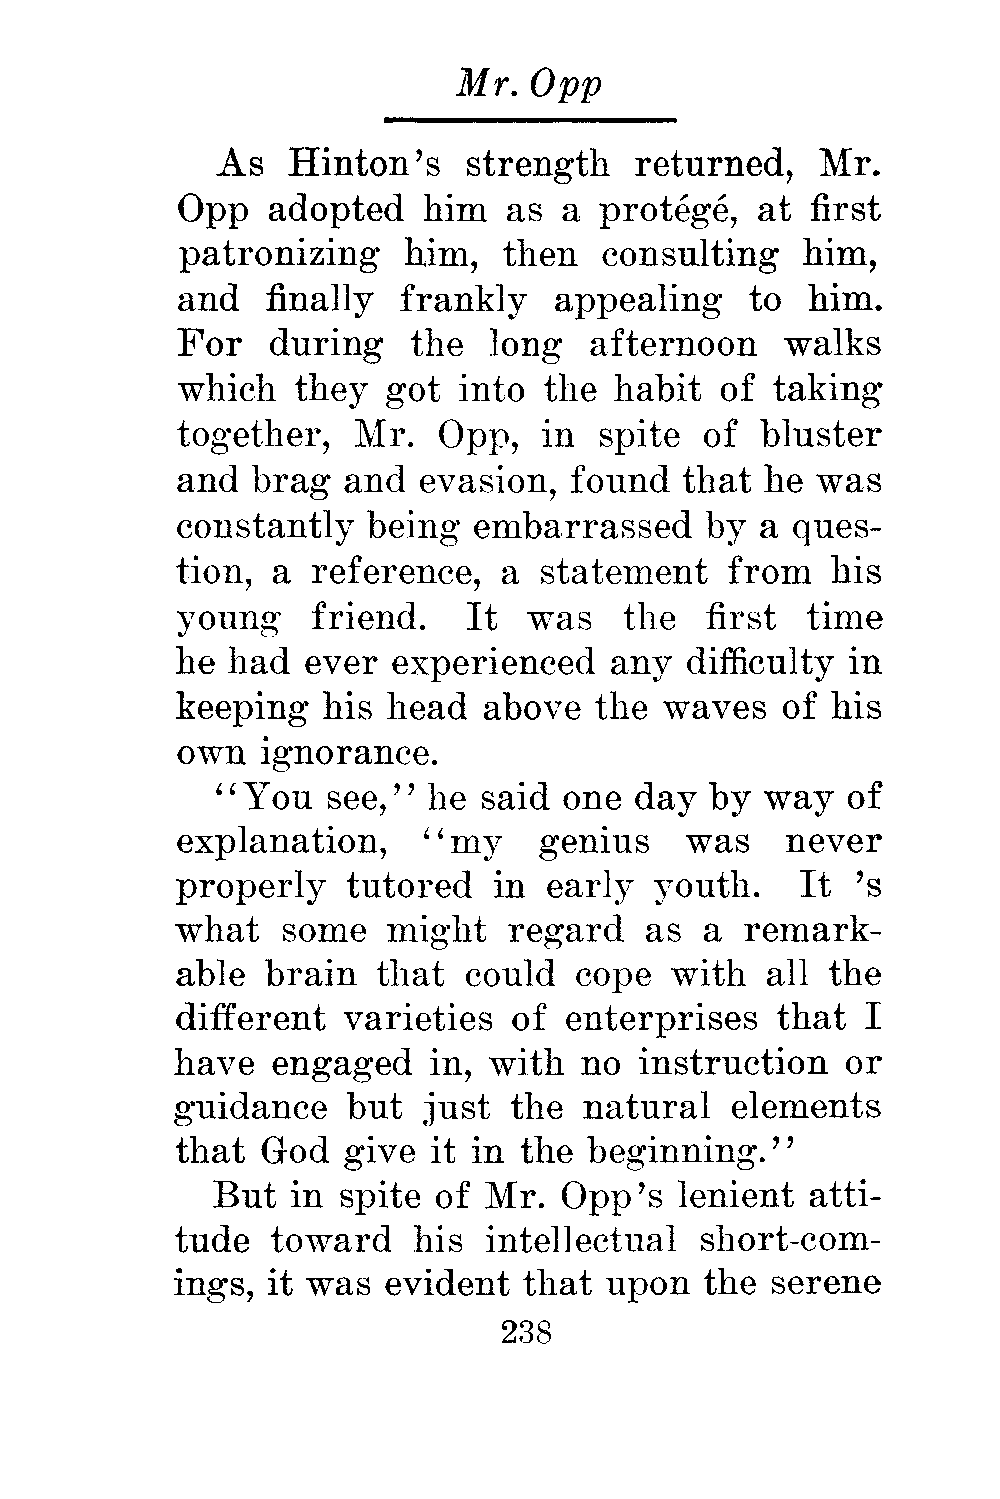 Mr. Opp
As Hinton's strength returned, Mr.
Opp adopted him as a protégé, at first
patronizing him, then consulting him,
and finally frankly appealing to him.
For during the long afternoon walks
which they got into the habit of taking
together, Mr. Opp, in spite of bluster
and brag and evasion, found that he was
constantly being embarrassed by a ques-
tion, a reference, a statement from his
young friend. It was the first time
he had ever experienced any difficulty in
keeping his head above the waves of his
own ignorance.
"You see," he said one day by way of
explanation, "my genius was never
properly tutored in early youth. It 's
what some might regard as a remark-
able brain that could cope with all the
different varieties of enterprises that I
have engaged in, with no instruction or
guidance but just the natural elements
that God give it in the beginning."
But in spite of Mr. Opp's lenient atti-
tude toward his intellectual short-com-
ings, it was evident that upon the serene
238